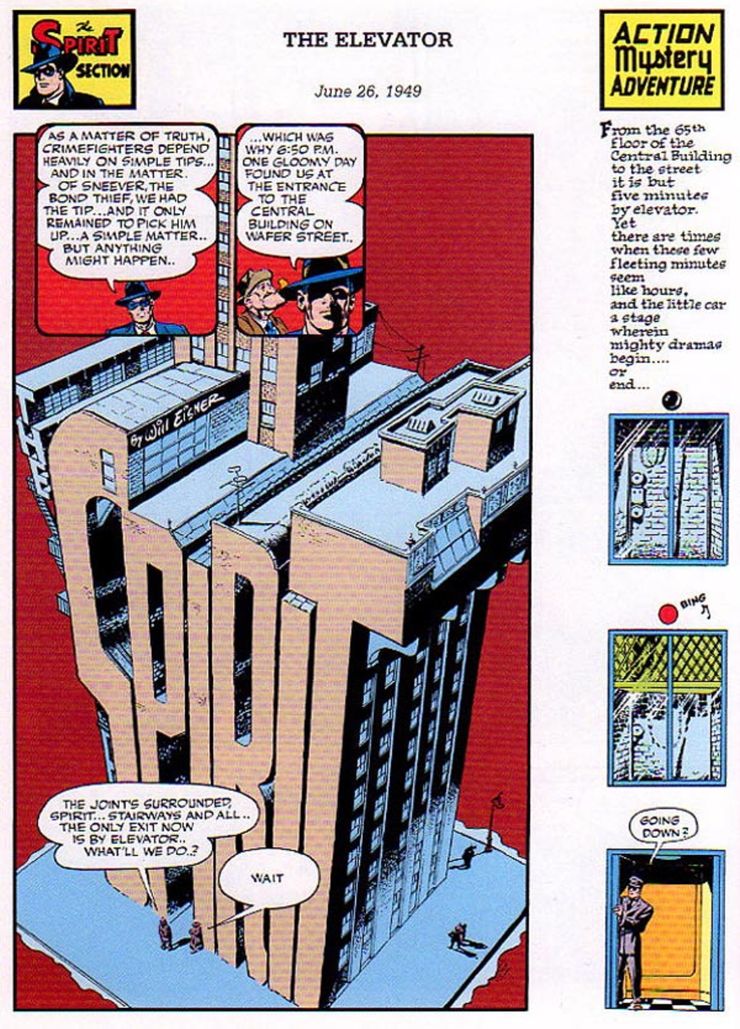 The
SPIRIT
SECTION
THE ELEVATOR
June 26, 1949
ACTION
Mystery
ADVENTURE
AS A MATTER OF TRUTH,
CRIMEFIGHTERS DEPEND
HEAVILY ON SIMPLE TIPS...
AND IN THE MATTER
OF SNEEVER, THE
BOND THIEF, WE HAD
THE TIP...AND IT ONLY
REMAINED TO PICK HIM
UP...A SIMPLE MATTER..
BUT ANYTHING
MIGHT HAPPEN..
...WHICH WAS
WHY 6:50 P.M.
ONE GLOOMY DAY
FOUND US AT
THE ENTRANCE
TO THE
CENTRAL
BUILDING ON
WAFER STREET..
By Will EISNER
SPIRIT
THE JOINT'S SURROUNDED,
SPIRIT... STAIRWAYS AND ALL..
THE ONLY EXIT NOW
IS BY ELEVATOR..
WHAT'LL WE DO..?
WAIT
From the 65th
floor of the
Central Building
to the street
it is but
five minutes
by elevator.
Yet
there are times
when these few
fleeting minutes
seem
like hours,
and the little car
a stage
wherein
mighty dramas
begin....
or
end...
BING
GOING
DOWN?